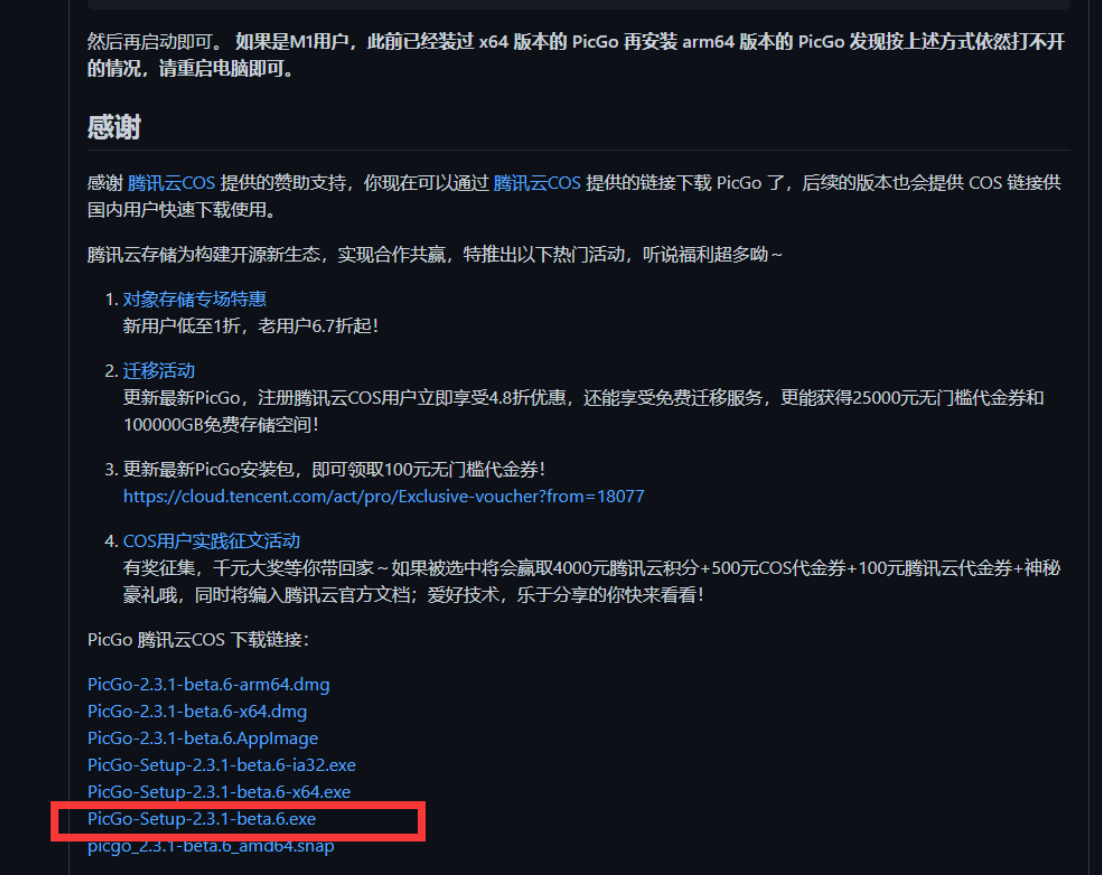 然后再启动即可。 如果是M1用户，此前已经装过 x64 版本的 PicGo 再安装 arm64 版本的 PicGo 发现按上述方式依然打不开
的情况，请重启电脑即可。
感谢
感谢 腾讯云COS 提供的赞助支持，你现在可以通过 腾讯云COS 提供的链接下载 PicGo 了，后续的版本也会提供 COS 链接供
国内用户快速下载使用。
腾讯云存储为构建开源新生态，实现合作共赢，特推出以下热门活动，听说福利超多呦~
1. 对象存储专场特惠
新用户低至1折，老用户6.7折起！
2. 迁移活动
更新最新PicGo，注册腾讯云COS用户立即享受4.8折优惠，还能享受免费迁移服务，更能获得25000元无门槛代金券和
100000GB免费存储空间！
3. 更新最新PicGo安装包，即可领取100元无门槛代金券！
https://cloud.tencent.com/act/pro/Exclusive-voucher?from=18077
4. COS用户实践征文活动
有奖征集，千元大奖等你带回家~如果被选中将会赢取4000元腾讯云积分+500元COS代金券+100元腾讯云代金券+神秘
豪礼哦，同时将编入腾讯云官方文档；爱好技术，乐于分享的你快来看看！
PicGo 腾讯云COS 下载链接：
PicGo-2.3.1-beta.6-arm64.dmg
PicGo-2.3.1-beta.6-x64.dmg
PicGo-2.3.1-beta.6.AppImage
PicGo-Setup-2.3.1-beta.6-ia32.exe
PicGo-Setup-2.3.1-beta.6-x64.exe
PicGo-Setup-2.3.1-beta.6.exe
picgo_2.3.1-beta.6_amd64.snap